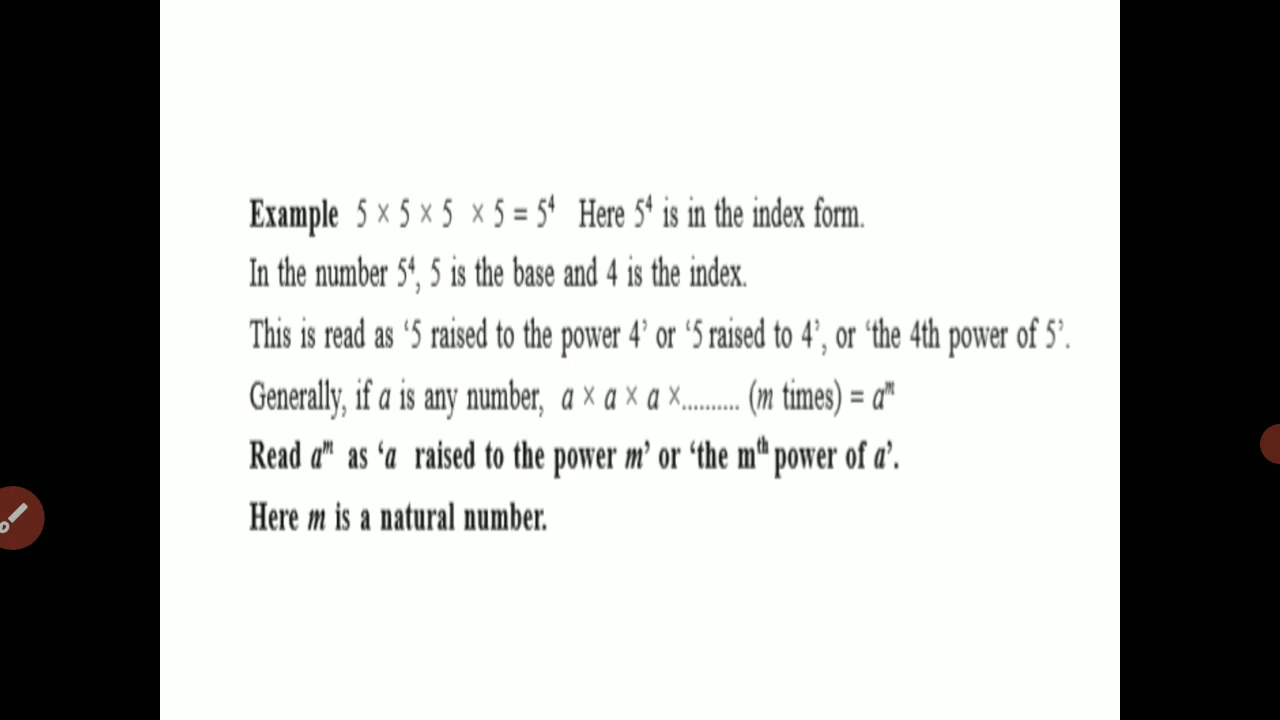 Example 5 × 5 × 5 × 5 = 5⁴ Here 5⁴ is in the index form.
In the number 5⁴, 5 is the base and 4 is the index.
This is read as ‘5 raised to the power 4’ or ‘5 raised to 4’, or ‘the 4th power of 5’.
Generally, if a is any number, a × a × a ×.......... (m times) = aᵐ
Read aᵐ as ‘a raised to the power m’ or ‘the mᵗʰ power of a’.
Here m is a natural number.